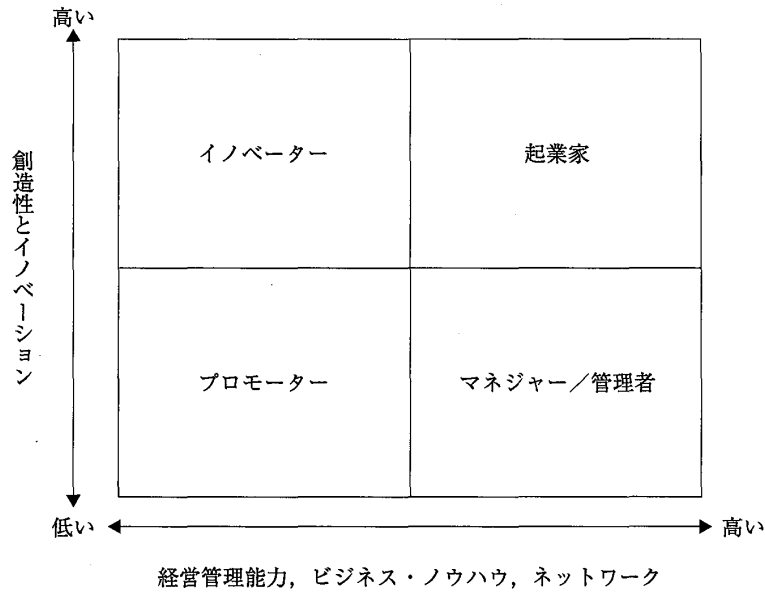 高い
創造性とイノベーション
イノベーター
起業家
プロモーター
マネジャー／管理者
低い
高い
経営管理能力，ビジネス・ノウハウ，ネットワーク